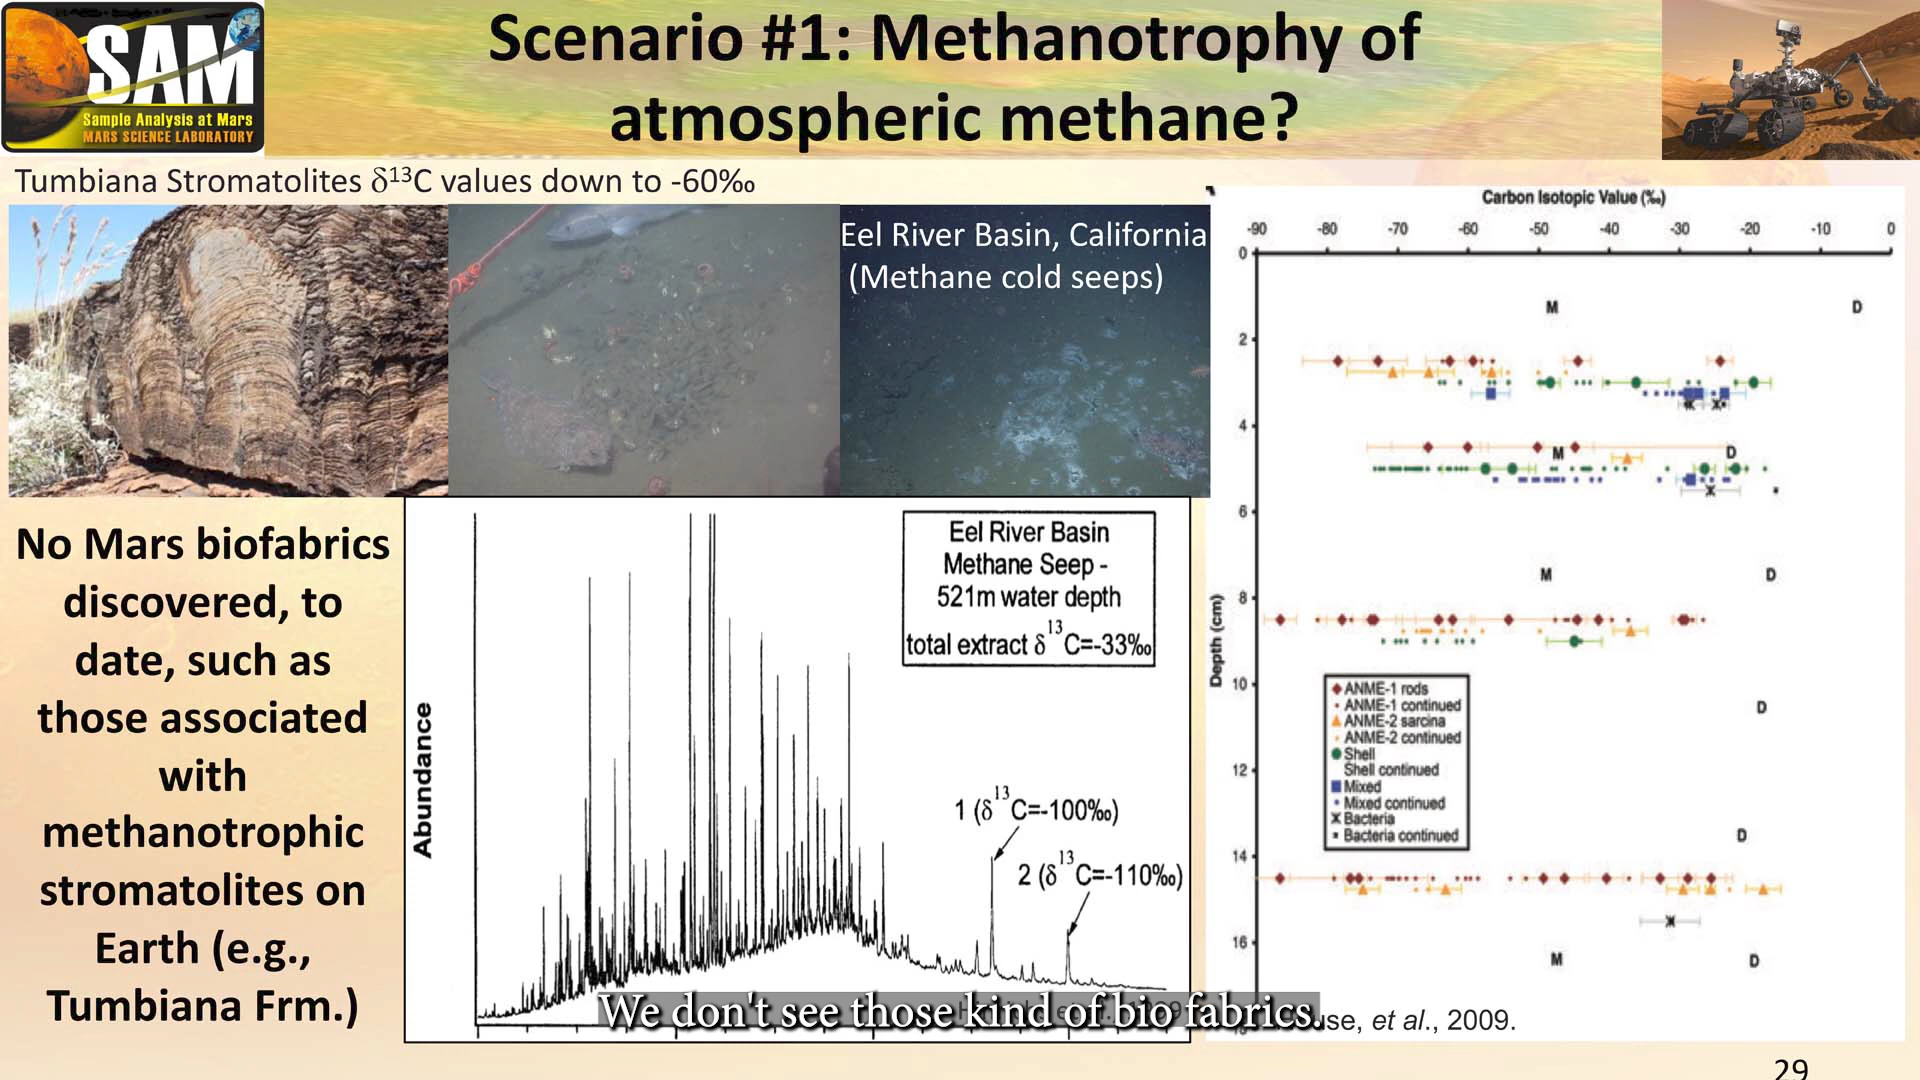 SAM
Sample Analysis at Mars
MARS SCIENCE LABORATORY
Scenario #1: Methanotrophy of
atmospheric methane?
Tumbiana Stromatolites δ¹³C values down to -60‰
Eel River Basin, California
(Methane cold seeps)
No Mars biofabrics
discovered, to
date, such as
those associated
with
methanotrophic
stromatolites on
Earth (e.g.,
Tumbiana Frm.)
Abundance
Eel River Basin
Methane Seep -
521m water depth
total extract δ¹³C=-33‰
1 (δ¹³C=-100‰)
2 (δ¹³C=-110‰)
Carbon Isotopic Value (‰)
-90 -80 -70 -60 -50 -40 -30 -20 -10 0
Depth (cm)
0
2
4
6
8
10
12
14
16
M D
M D
M D
D
D
M D
ANME-1 rods
ANME-1 continued
ANME-2 sarcina
ANME-2 continued
Shell
Shell continued
Mixed
Mixed continued
Bacteria
Bacteria continued
We don't see those kind of bio fabrics.
use, et al., 2009.
29